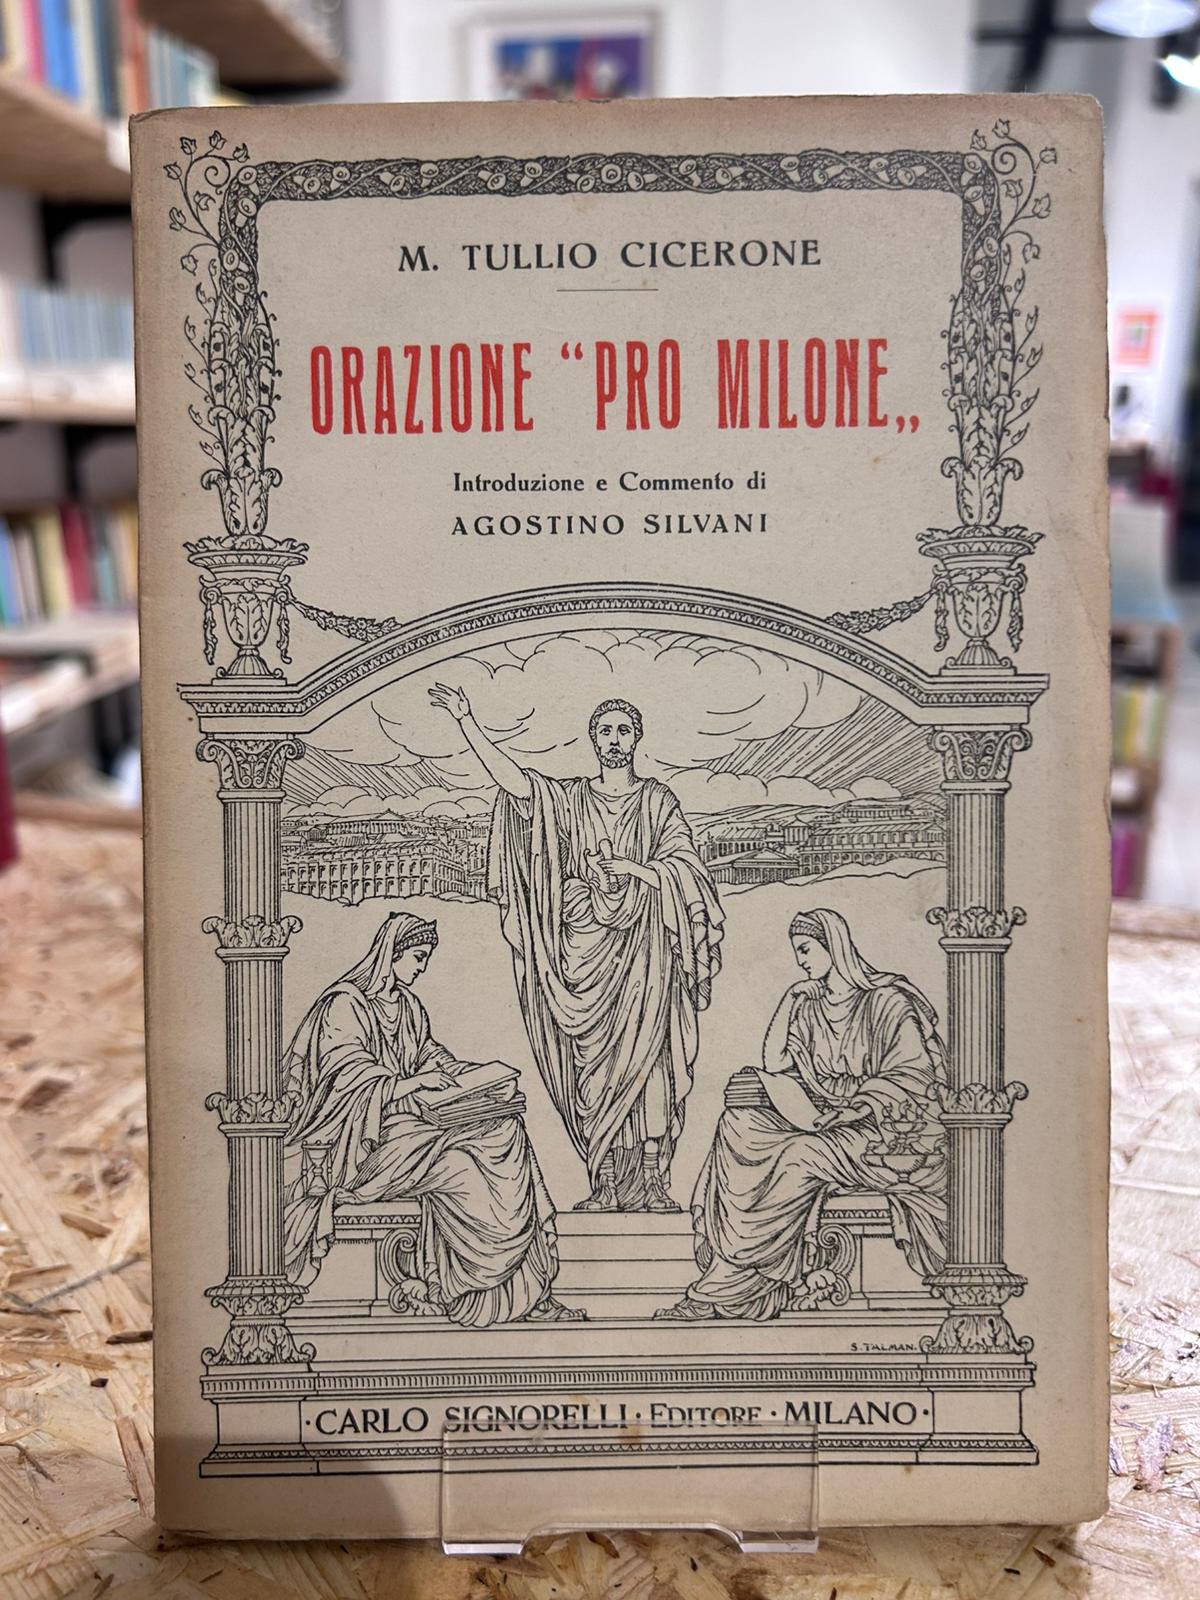 M. TULLIO CICERONE
ORAZIONE “PRO MILONE„
Introduzione e Commento di
AGOSTINO SILVANI
S. TALMAN.
·CARLO SIGNORELLI·EDITORE·MILANO·